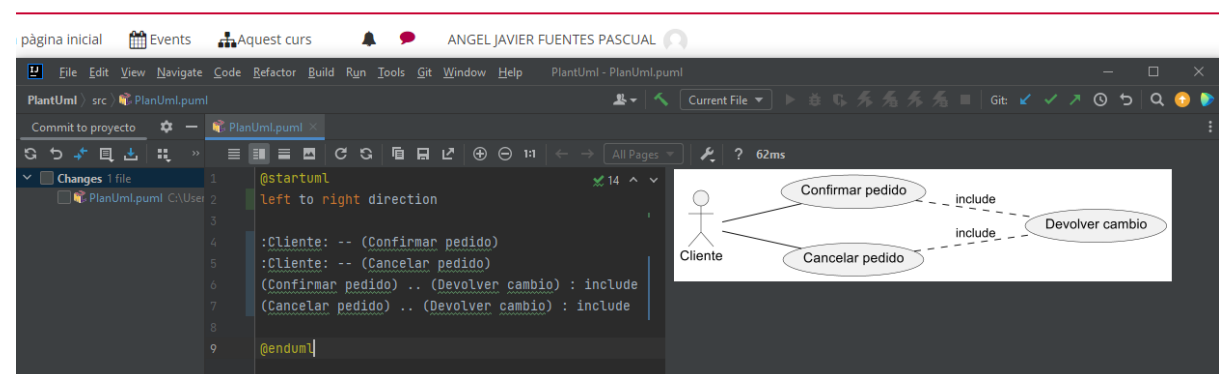 pàgina inicial Events Aquest curs ANGEL JAVIER FUENTES PASCUAL
File Edit View Navigate Code Refactor Build Run Tools Git Window Help PlantUml - PlanUml.puml
PlantUml src PlanUml.puml Current File Git:
Commit to proyecto PlanUml.puml
1:1 All Pages ? 62ms
Changes 1 file
PlanUml.puml C:\User
1 @startuml 14
2 left to right direction
3
4 :Cliente: -- (Confirmar pedido)
5 :Cliente: -- (Cancelar pedido)
6 (Confirmar pedido) .. (Devolver cambio) : include
7 (Cancelar pedido) .. (Devolver cambio) : include
8
9 @enduml
Confirmar pedido
include
Devolver cambio
include
Cliente
Cancelar pedido